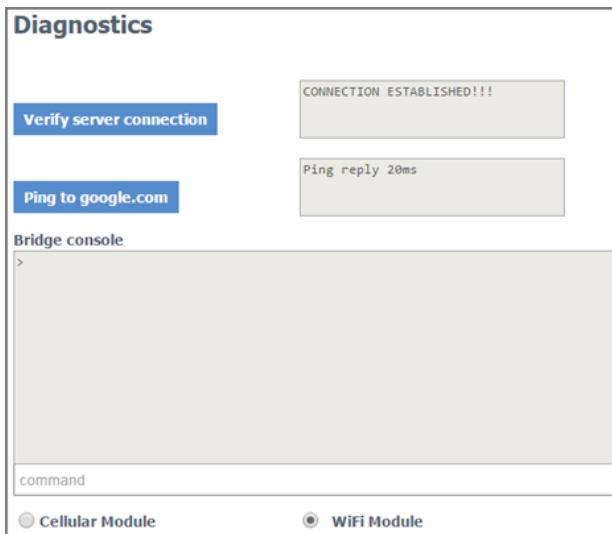 Diagnostics
CONNECTION ESTABLISHED!!!
Verify server connection
Ping reply 20ms
Ping to google.com
Bridge console
>
command
Cellular Module
WiFi Module